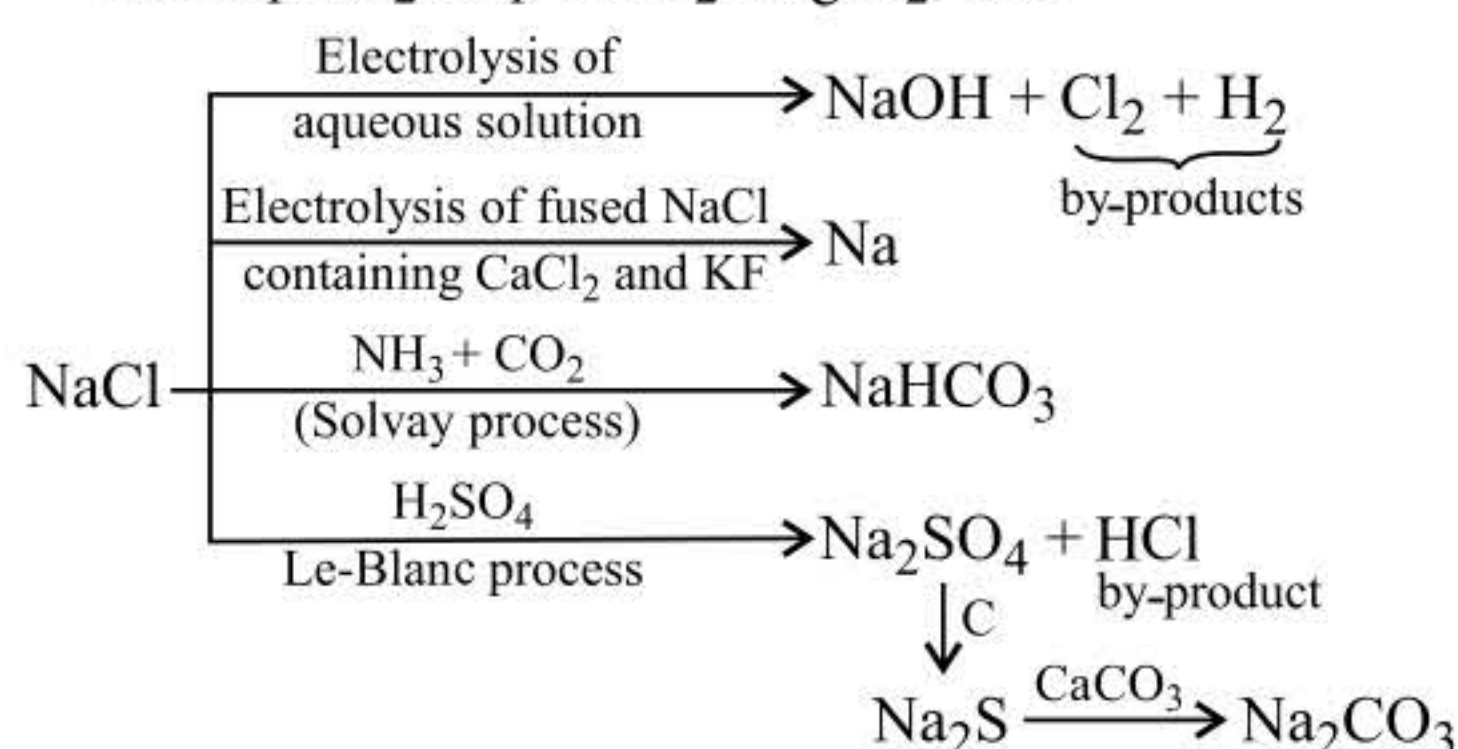 Electrolysis of
aqueous solution
NaOH + Cl₂ + H₂
by-products
Electrolysis of fused NaCl
containing CaCl₂ and KF
Na
NaCl
NH₃ + CO₂
(Solvay process)
NaHCO₃
H₂SO₄
Le-Blanc process
Na₂SO₄ + HCl
by-product
C
Na₂S
CaCO₃
Na₂CO₃